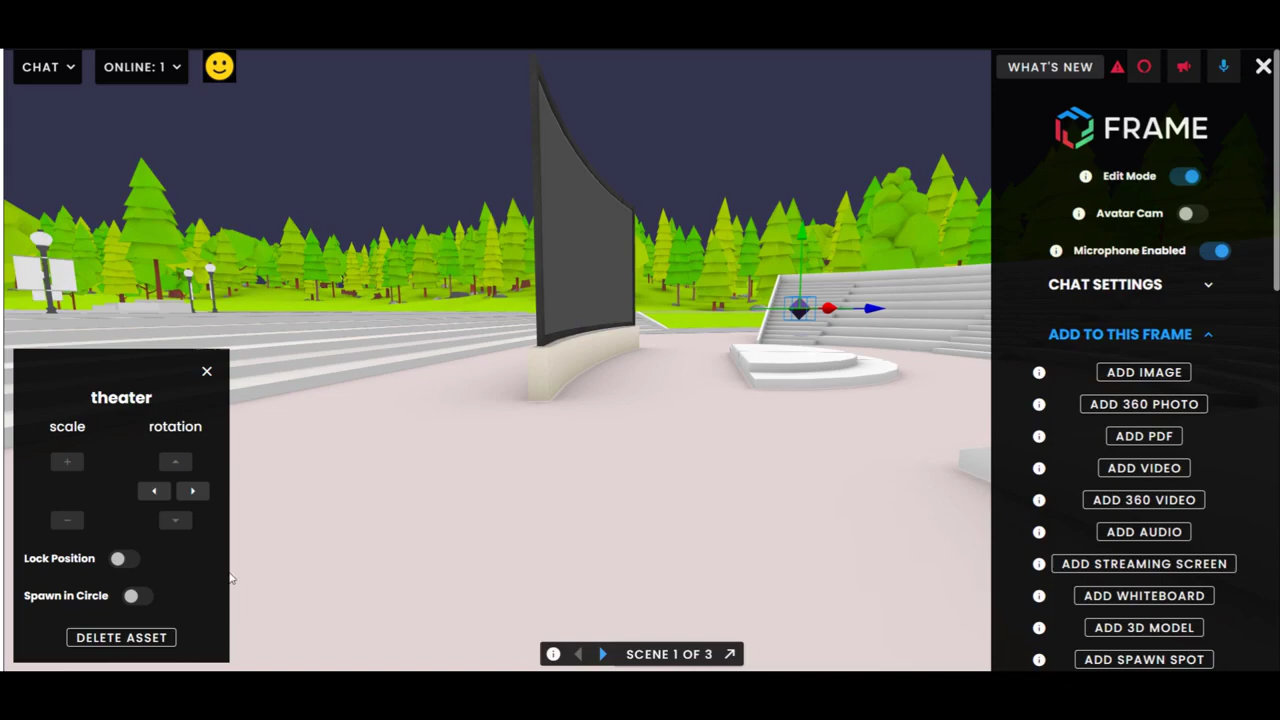 CHAT
ONLINE: 1
WHAT'S NEW
FRAME
Edit Mode
Avatar Cam
Microphone Enabled
CHAT SETTINGS
ADD TO THIS FRAME
ADD IMAGE
ADD 360 PHOTO
ADD PDF
ADD VIDEO
ADD 360 VIDEO
ADD AUDIO
ADD STREAMING SCREEN
ADD WHITEBOARD
ADD 3D MODEL
ADD SPAWN SPOT
theater
scale rotation
Lock Position
Spawn in Circle
DELETE ASSET
SCENE 1 OF 3